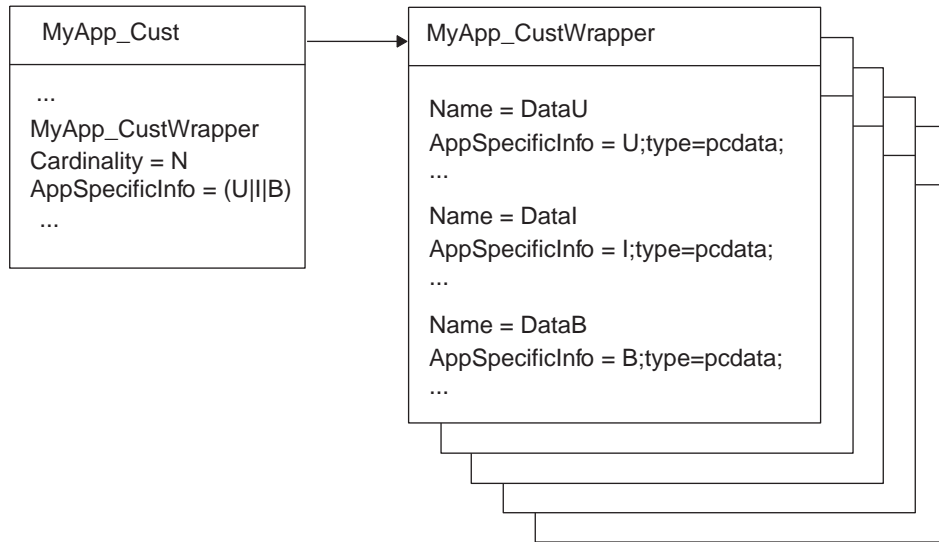 MyApp_Cust
...
MyApp_CustWrapper
Cardinality = N
AppSpecificInfo = (U|I|B)
...
MyApp_CustWrapper
Name = DataU
AppSpecificInfo = U;type=pcdata;
...
Name = DataI
AppSpecificInfo = I;type=pcdata;
...
Name = DataB
AppSpecificInfo = B;type=pcdata;
...